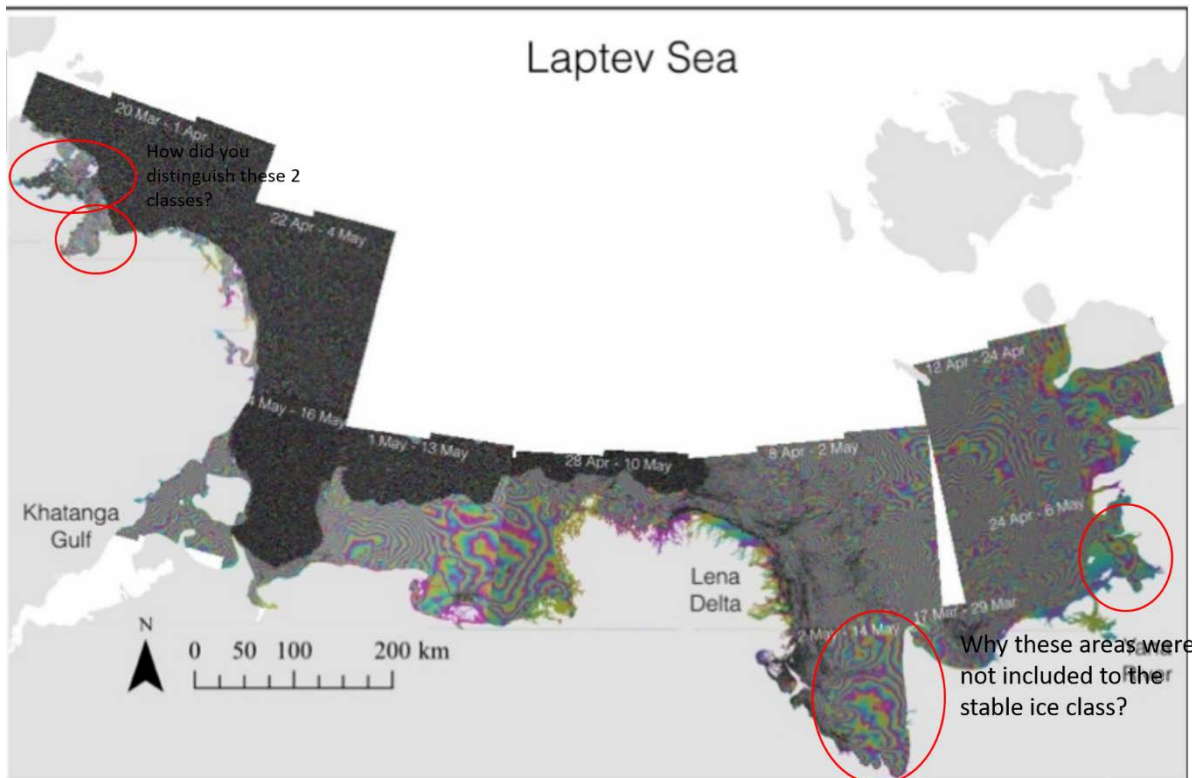 Laptev Sea
20 Mar - 1 Apr
How did you
distinguish these 2
classes?
22 Apr - 4 May
4 May - 16 May
1 May - 13 May
28 Apr - 10 May
8 Apr - 2 May
12 Apr - 24 Apr
24 Apr - 6 May
Khatanga
Gulf
Lena
Delta
N
0 50 100 200 km
2 May - 14 May
17 Mar - 29 Mar
Why these areas were
not included to the
stable ice class?
River